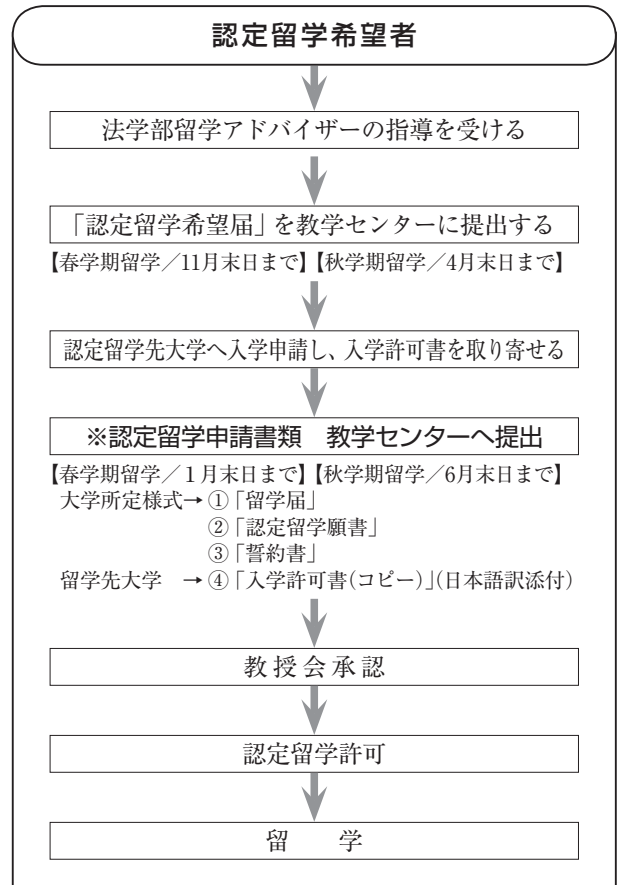 認定留学希望者
法学部留学アドバイザーの指導を受ける
「認定留学希望届」を教学センターに提出する
【春学期留学／11月末日まで】【秋学期留学／4月末日まで】
認定留学先大学へ入学申請し、入学許可書を取り寄せる
※認定留学申請書類　教学センターへ提出
【春学期留学／１月末日まで】【秋学期留学／6月末日まで】
大学所定様式→①「留学届」
②「認定留学願書」
③「誓約書」
留学先大学　→④「入学許可書(コピー)」(日本語訳添付)
教授会承認
認定留学許可
留　学